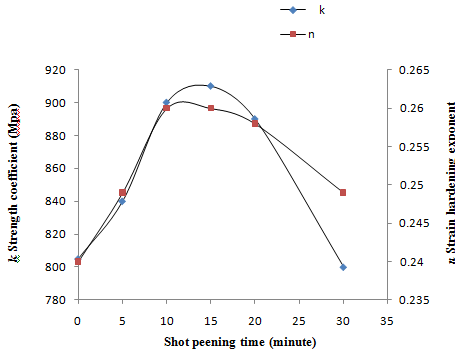 k
n
920
900
880
860
840
820
800
780
k Strength coefficient (Mpa)
0.265
0.26
0.255
0.25
0.245
0.24
0.235
n Strain hardening exponent
0 5 10 15 20 25 30 35
Shot peening time (minute)